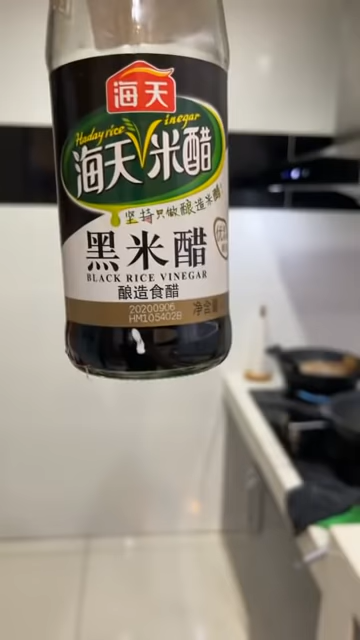 海天
Haday rice Vinegar
海天米醋
坚持只做酿造米醋
黑米醋
BLACK RICE VINEGAR
酿造食醋
20200906
HM105402B
净含量